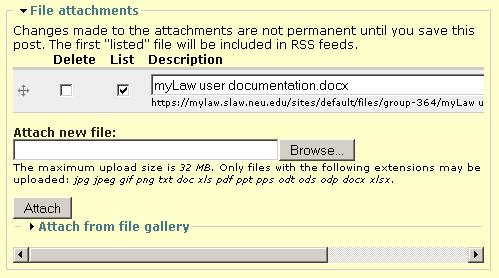 File attachments
Changes made to the attachments are not permanent until you save this
post. The first "listed" file will be included in RSS feeds.
Delete List Description
myLaw user documentation.docx
https://mylaw.slaw.neu.edu/sites/default/files/group-364/myLaw u
Attach new file:
Browse...
The maximum upload size is 32 MB. Only files with the following extensions may be
uploaded: jpg jpeg gif png txt doc xls pdf ppt pps odt ods odp docx xlsx.
Attach
Attach from file gallery